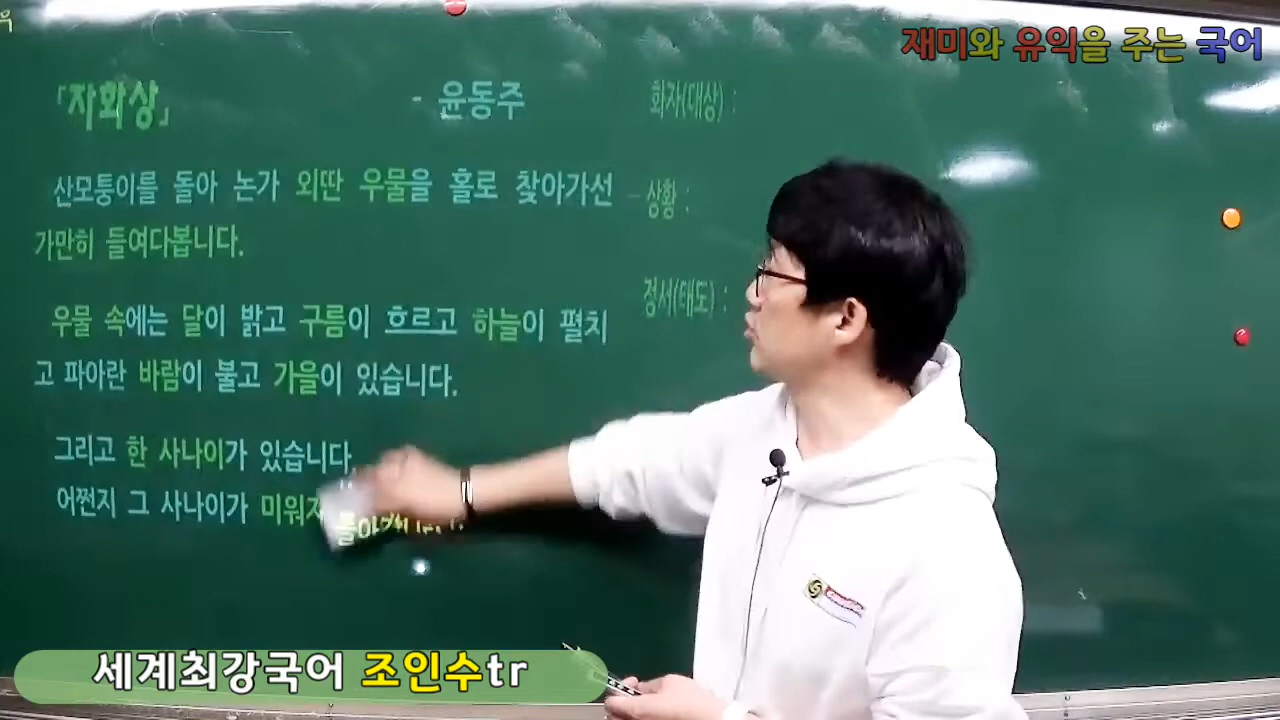 재미와 유익을 주는 국어
「자화상」 - 윤동주
산모퉁이를 돌아 논가 외딴 우물을 홀로 찾아가선
가만히 들여다봅니다.
우물 속에는 달이 밝고 구름이 흐르고 하늘이 펼치
고 파아란 바람이 불고 가을이 있습니다.
그리고 한 사나이가 있습니다.
어쩐지 그 사나이가
화자(대상) :
상황 :
정서(태도) :
세계최강국어 조인수tr